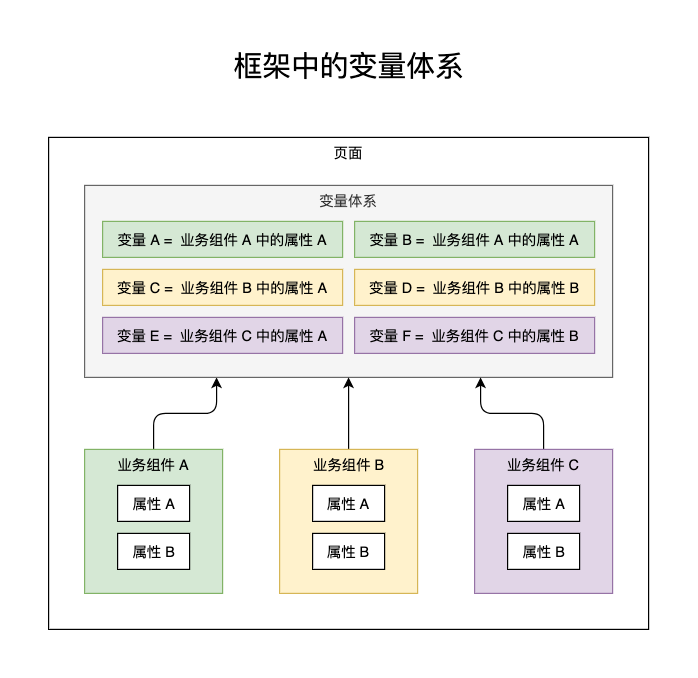 框架中的变量体系
页面
变量体系
变量 A = 业务组件 A 中的属性 A
变量 B = 业务组件 A 中的属性 A
变量 C = 业务组件 B 中的属性 A
变量 D = 业务组件 B 中的属性 B
变量 E = 业务组件 C 中的属性 A
变量 F = 业务组件 C 中的属性 B
业务组件 A
属性 A
属性 B
业务组件 B
属性 A
属性 B
业务组件 C
属性 A
属性 B